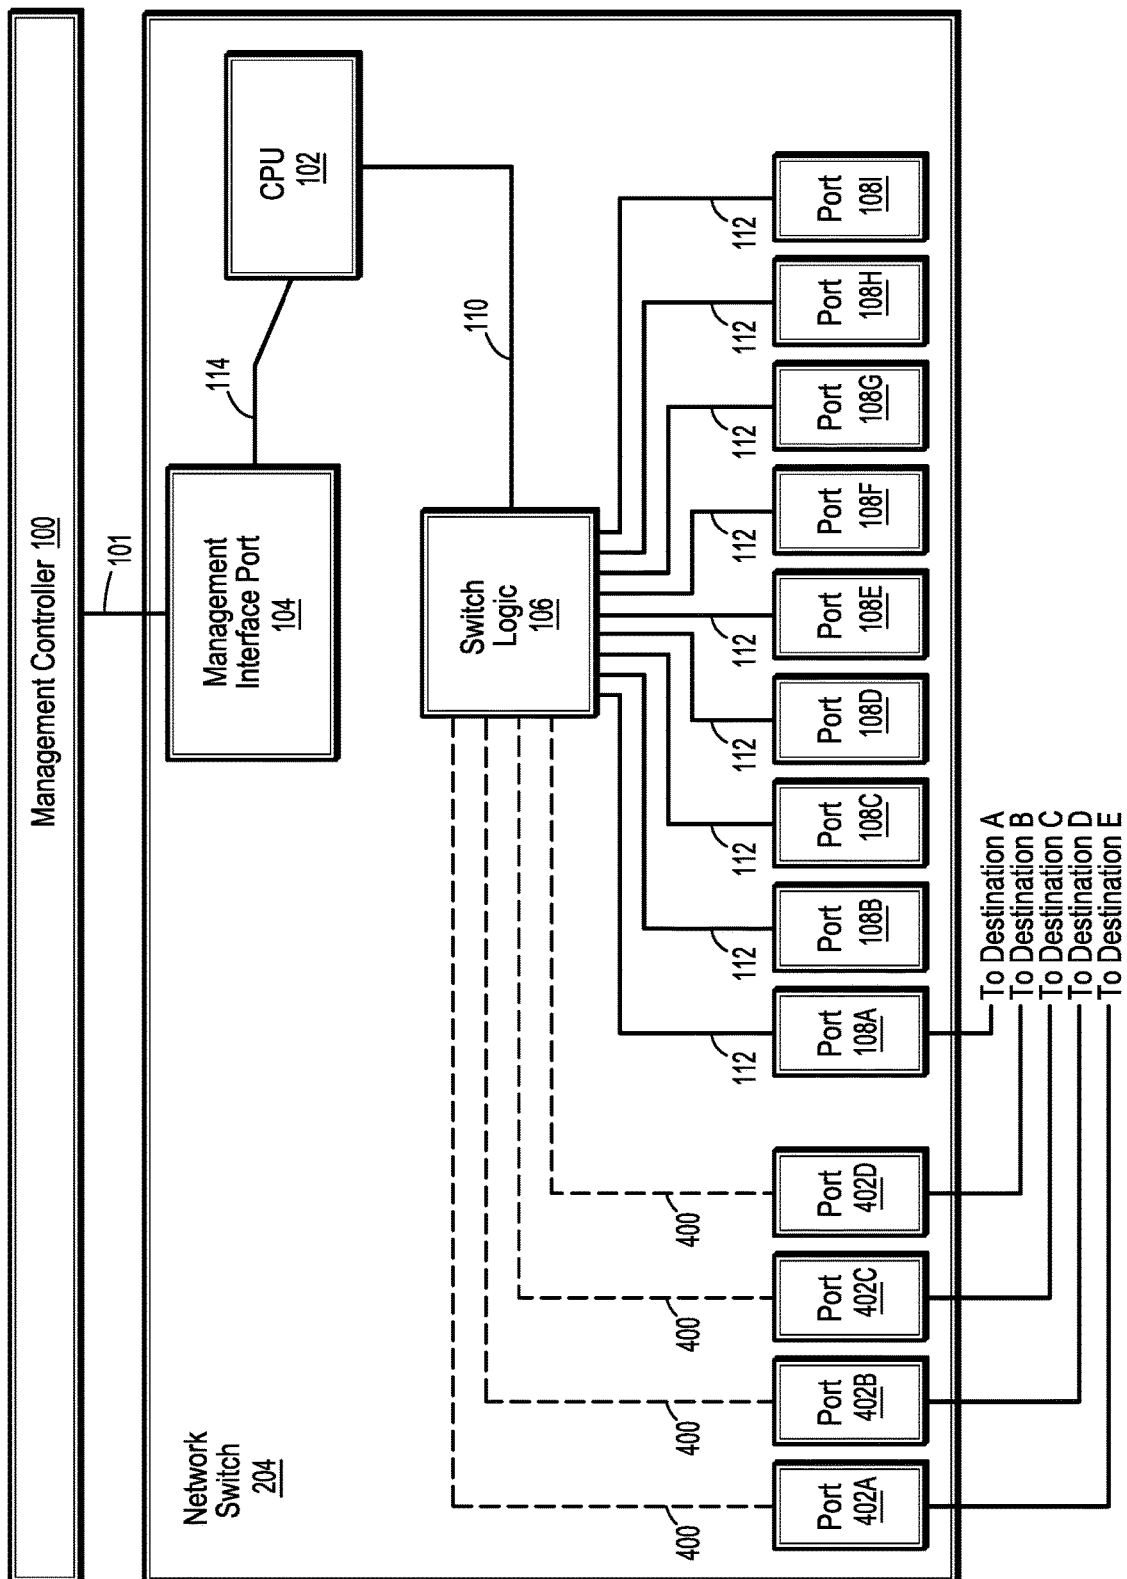 Management Controller 100
101
Network
Switch
204
Management
Interface Port
104
114
CPU
102
110
Switch
Logic
106
400
400
400
400
112
112
112
112
112
112
112
112
112
Port
402A
Port
402B
Port
402C
Port
402D
Port
108A
Port
108B
Port
108C
Port
108D
Port
108E
Port
108F
Port
108G
Port
108H
Port
108I
To Destination A
To Destination B
To Destination C
To Destination D
To Destination E